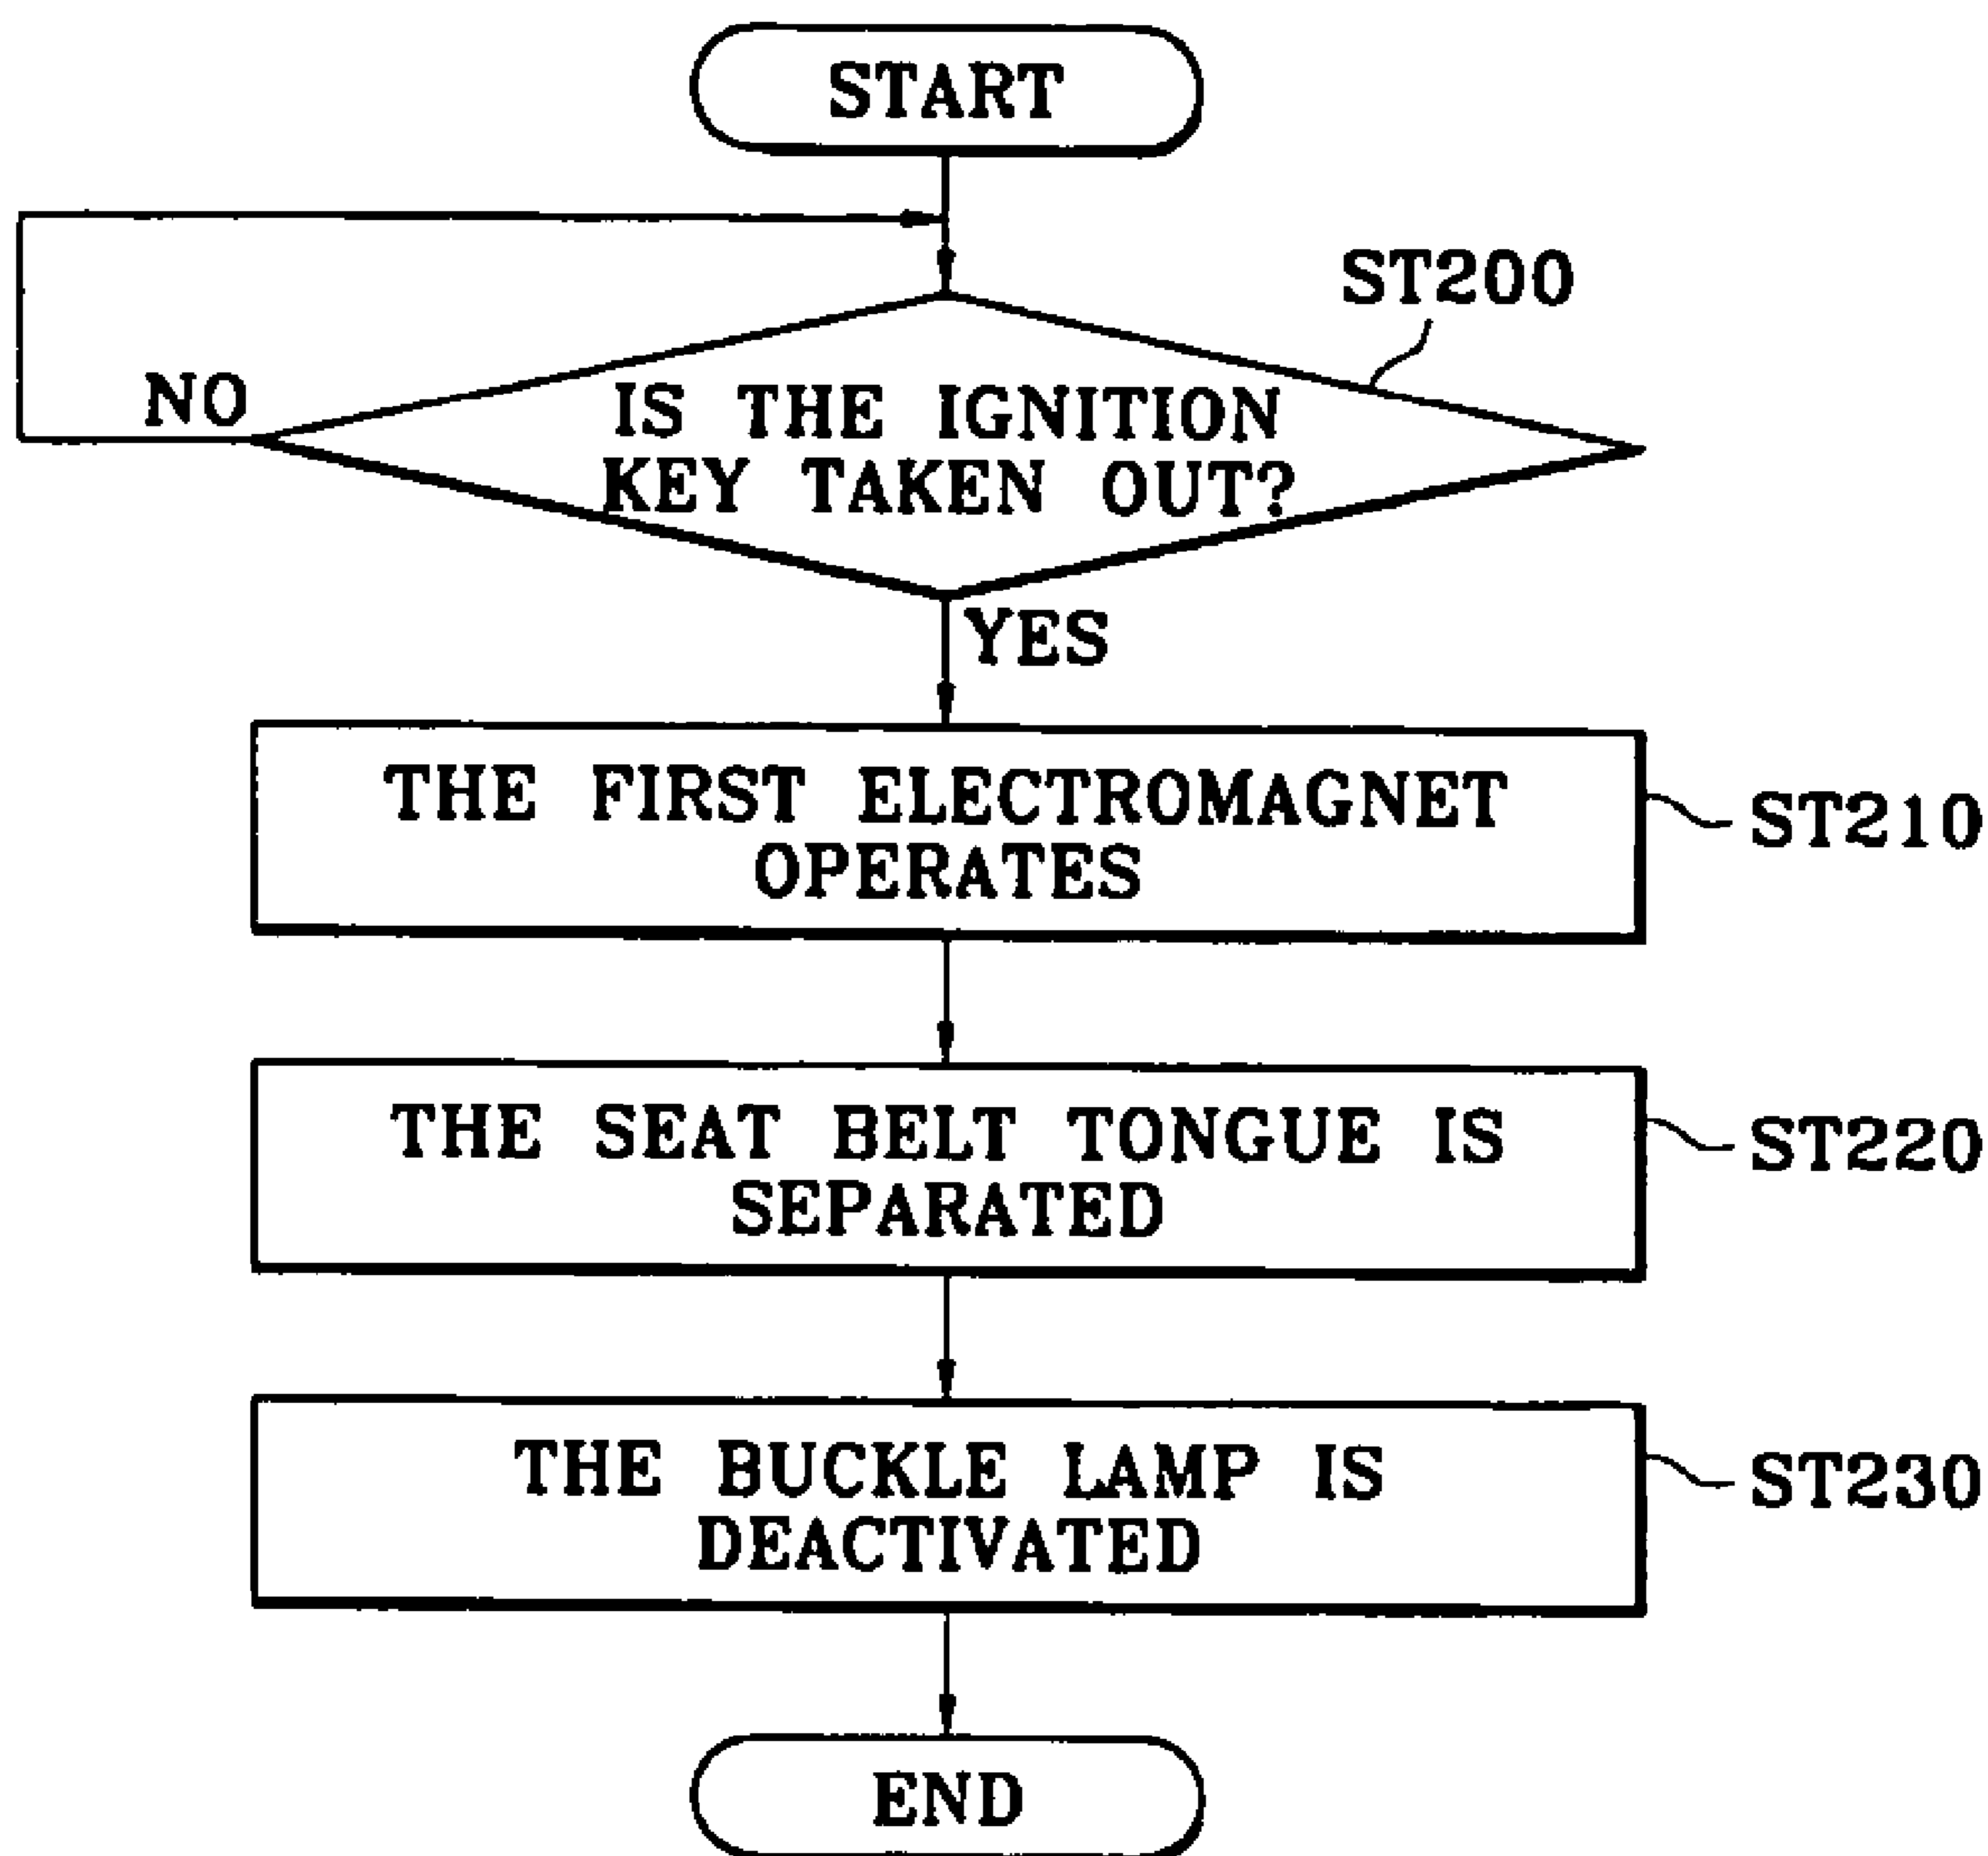 START
ST200
NO
IS THE IGNITION
KEY TAKEN OUT?
YES
THE FIRST ELECTROMAGNET
OPERATES
ST210
THE SEAT BELT TONGUE IS
SEPARATED
ST220
THE BUCKLE LAMP IS
DEACTIVATED
ST230
END